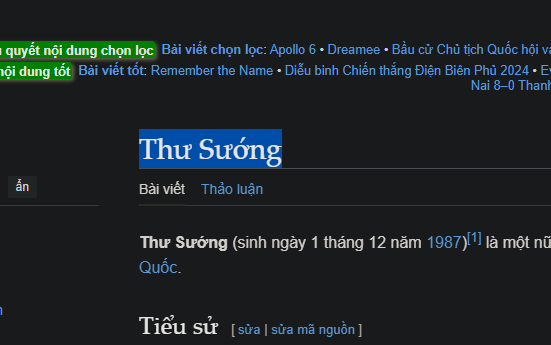 quyết nội dung chọn lọc Bài viết chọn lọc: Apollo 6 • Dreamee • Bầu cử Chủ tịch Quốc hội
nội dung tốt Bài viết tốt: Remember the Name • Diễu binh Chiến thắng Điện Biên Phủ 2024 •
Nai 8–0
Thư Sướng
ẩn
Bài viết Thảo luận
Thư Sướng (sinh ngày 1 tháng 12 năm 1987)[1] là một
Quốc.
Tiểu sử [ sửa | sửa mã nguồn ]